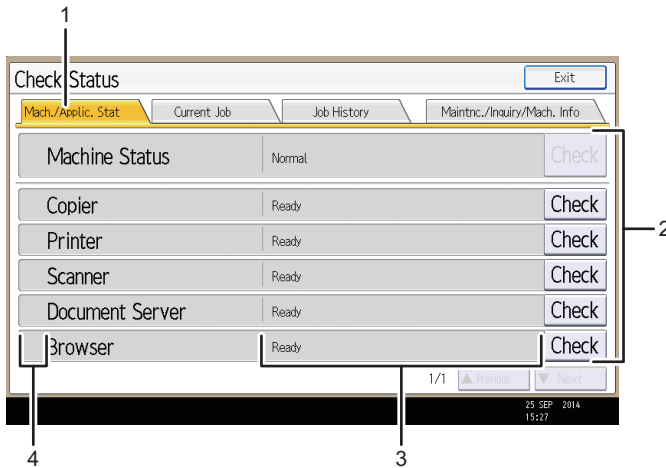 1
Check Status Exit
Mach./Applic. Stat Current Job Job History Maintnc./Inquiry/Mach. Info
Machine Status Normal Check
Copier Ready Check
2
Printer Ready Check
Scanner Ready Check
Document Server Ready Check
Browser Ready Check
1/1 ▲ Previous ▼ Next
25 SEP 2014
15:27
4 3